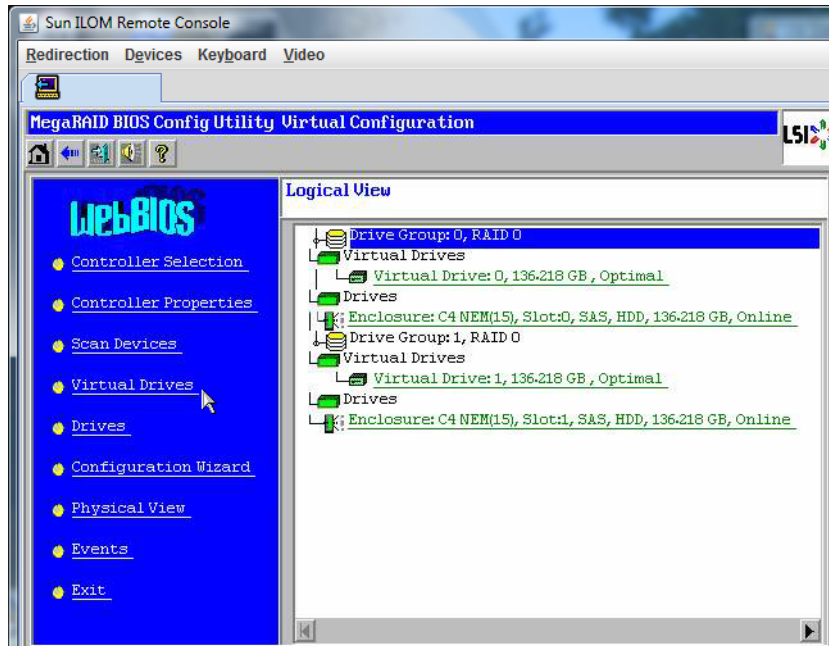 Sun ILOM Remote Console
Redirection Devices Keyboard Video
MegaRAID BIOS Config Utility Virtual Configuration
LSI
?
WebBIOS
Logical View
Controller Selection
Controller Properties
Scan Devices
Virtual Drives
Drives
Configuration Wizard
Physical View
Events
Exit
Drive Group: 0, RAID 0
Virtual Drives
Virtual Drive: 0, 136.218 GB , Optimal
Drives
Enclosure: C4 NEM(15), Slot:0, SAS, HDD, 136.218 GB, Online
Drive Group: 1, RAID 0
Virtual Drives
Virtual Drive: 1, 136.218 GB , Optimal
Drives
Enclosure: C4 NEM(15), Slot:1, SAS, HDD, 136.218 GB, Online